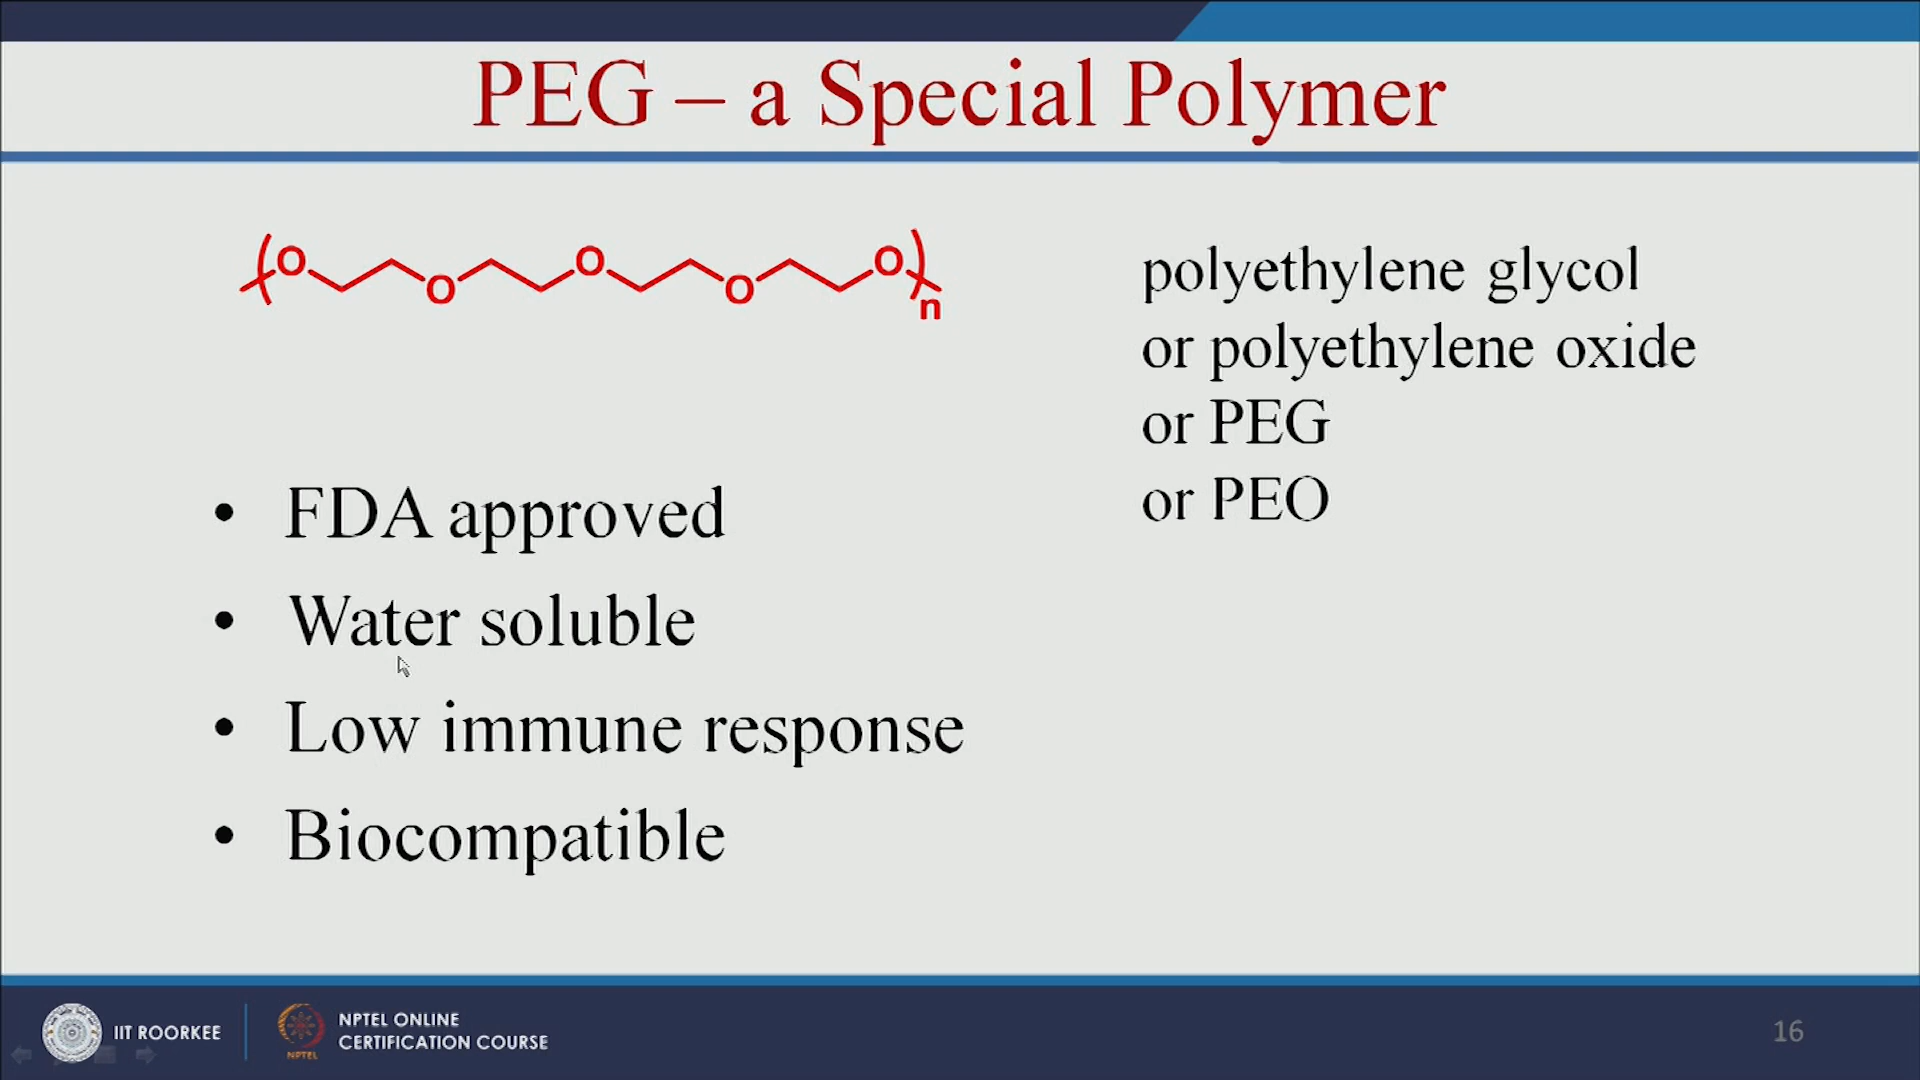 PEG – a Special Polymer
O O O O O n
polyethylene glycol
or polyethylene oxide
or PEG
or PEO
• FDA approved
• Water soluble
• Low immune response
• Biocompatible
IIT ROORKEE
NPTEL
NPTEL ONLINE
CERTIFICATION COURSE
16